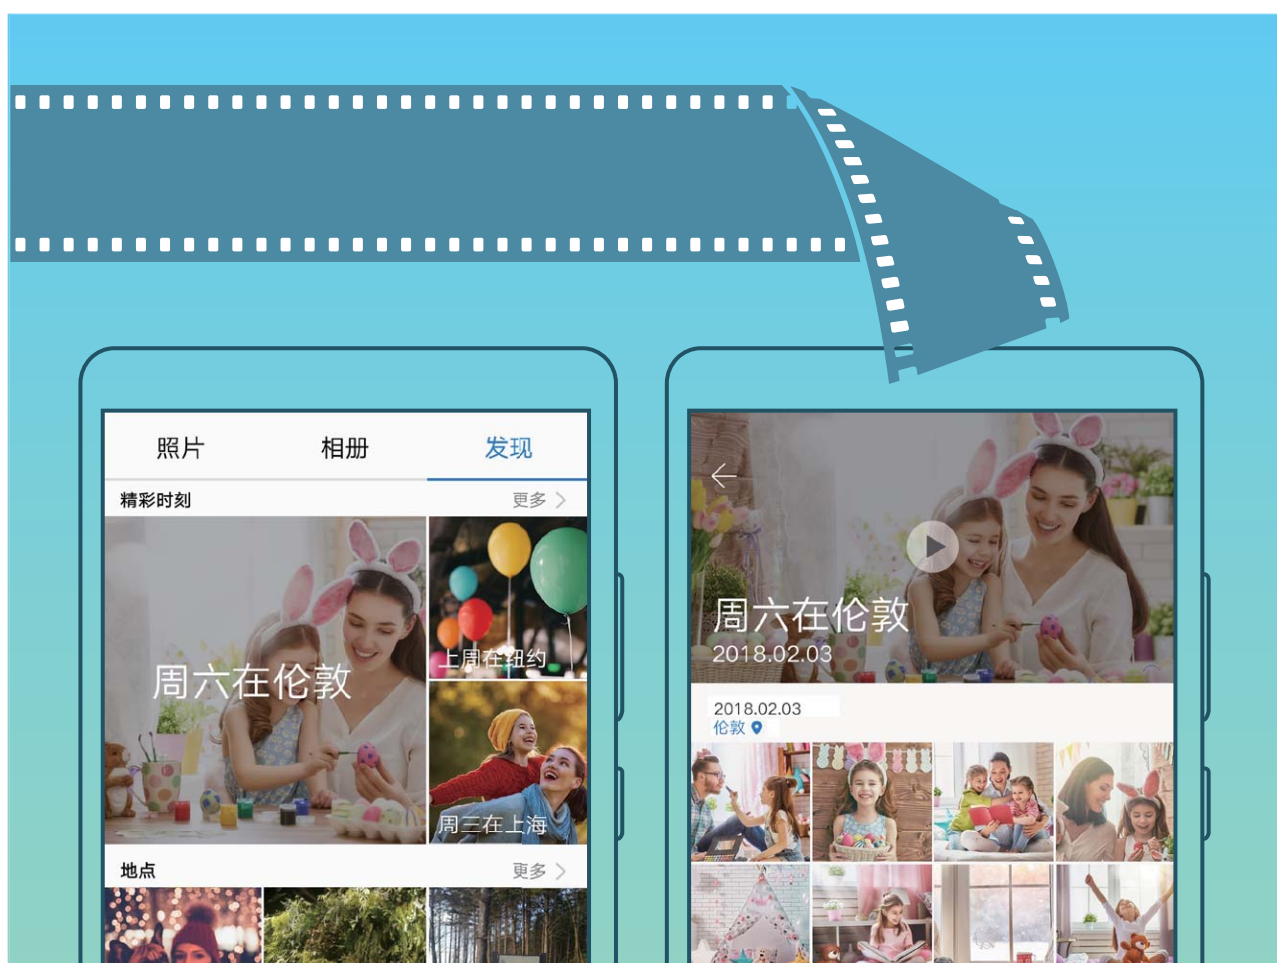 照片 相册 发现
精彩时刻 更多
周六在伦敦
上周在纽约
周三在上海
地点 更多
周六在伦敦
2018.02.03
2018.02.03
伦敦